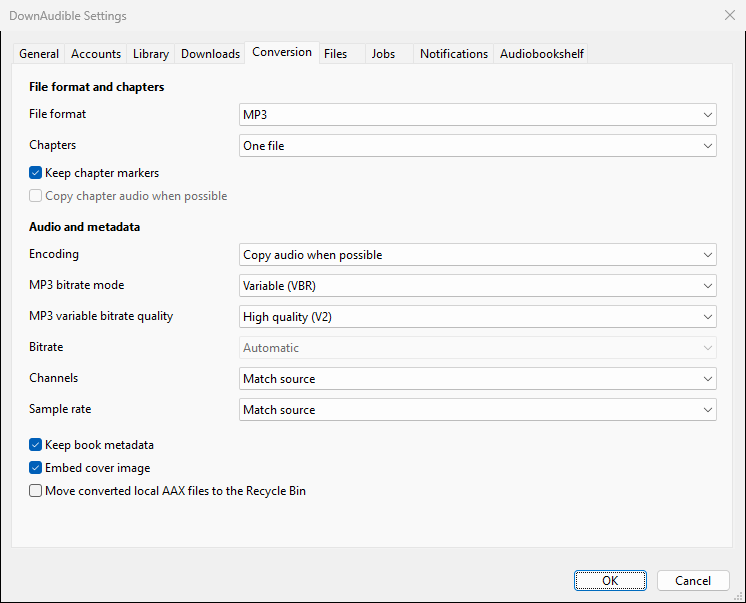 DownAudible Settings
General Accounts Library Downloads Conversion Files Jobs Notifications Audiobookshelf
File format and chapters
File format MP3
Chapters One file
Keep chapter markers
Copy chapter audio when possible
Audio and metadata
Encoding Copy audio when possible
MP3 bitrate mode Variable (VBR)
MP3 variable bitrate quality High quality (V2)
Bitrate Automatic
Channels Match source
Sample rate Match source
Keep book metadata
Embed cover image
Move converted local AAX files to the Recycle Bin
OK Cancel